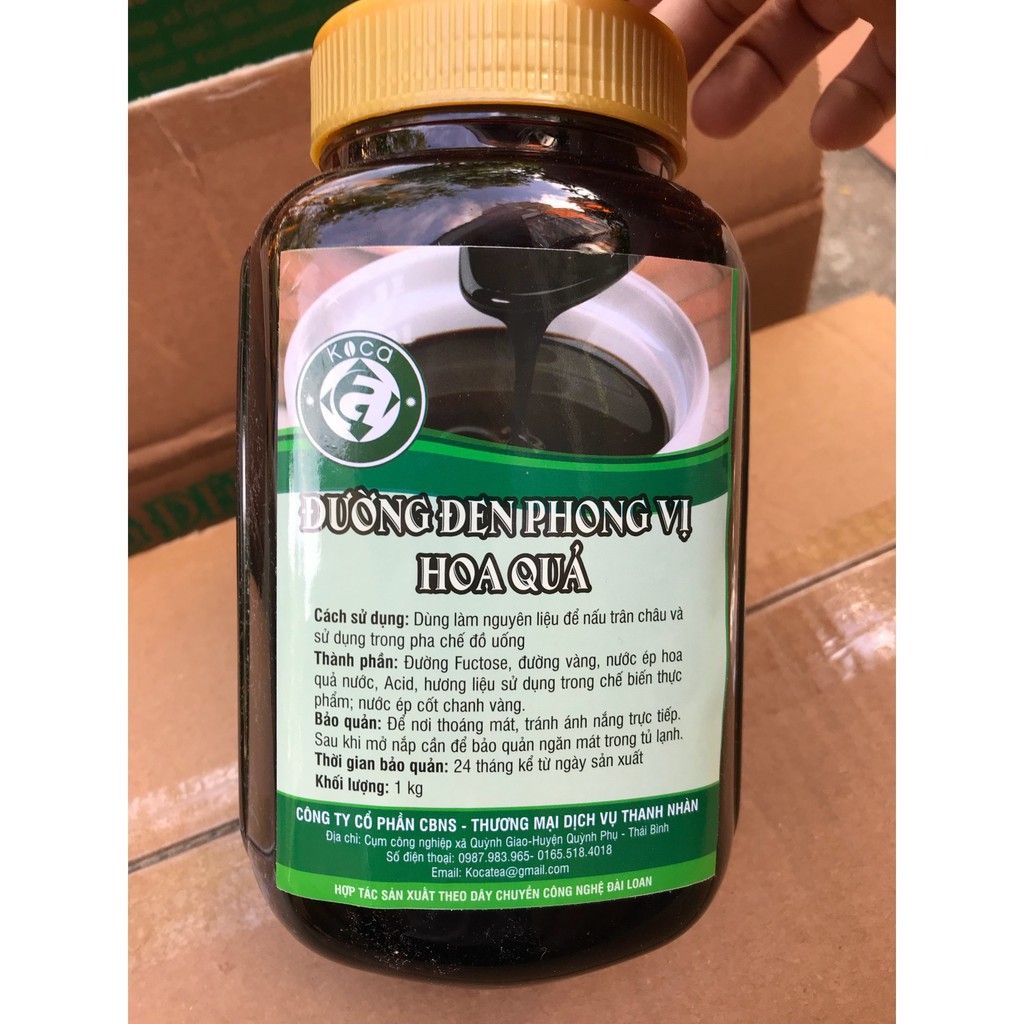 Koca
ĐƯỜNG ĐEN PHONG VỊ
HOA QUẢ
Cách sử dụng: Dùng làm nguyên liệu để nấu trân châu và
sử dụng trong pha chế đồ uống
Thành phần: Đường Fuctose, đường vàng, nước ép hoa
quả nước, Acid, hương liệu sử dụng trong chế biến thực
phẩm; nước ép cốt chanh vàng.
Bảo quản: Để nơi thoáng mát, tránh ánh nắng trực tiếp.
Sau khi mở nắp cần để bảo quản ngăn mát trong tủ lạnh.
Thời gian bảo quản: 24 tháng kể từ ngày sản xuất
Khối lượng: 1 kg
CÔNG TY CỔ PHẦN CBNS - THƯƠNG MẠI DỊCH VỤ THANH NHÀN
Địa chỉ: Cụm công nghiệp xã Quỳnh Giao-Huyện Quỳnh Phụ - Thái Bình
Số điện thoại: 0987.983.965- 0165.518.4018
Email: Kocatea@gmail.com
HỢP TÁC SẢN XUẤT THEO DÂY CHUYỀN CÔNG NGHỆ ĐÀI LOAN